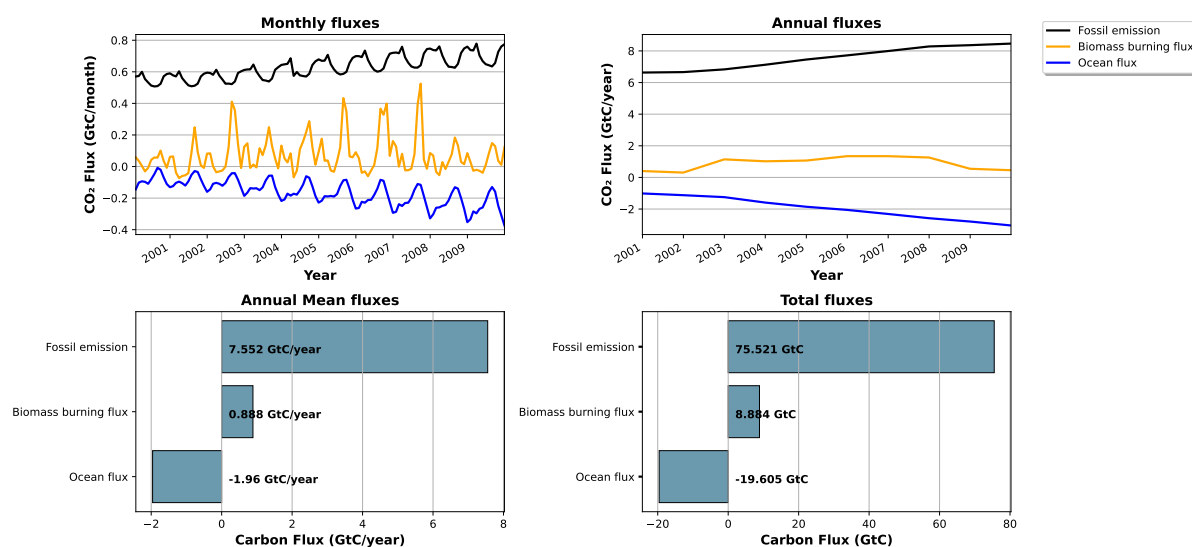 Monthly fluxes
CO₂ Flux (GtC/month)
0.8
0.6
0.4
0.2
0.0
−0.2
−0.4
2001
2002
2003
2004
2005
2006
2007
2008
2009
Year
Annual fluxes
CO₂ Flux (GtC/year)
8
6
4
2
0
−2
2001
2002
2003
2004
2005
2006
2007
2008
2009
Year
Fossil emission
Biomass burning flux
Ocean flux
Annual Mean fluxes
Fossil emission
7.552 GtC/year
Biomass burning flux
0.888 GtC/year
Ocean flux
-1.96 GtC/year
−2
0
2
4
6
8
Carbon Flux (GtC/year)
Total fluxes
Fossil emission
75.521 GtC
Biomass burning flux
8.884 GtC
Ocean flux
-19.605 GtC
−20
0
20
40
60
80
Carbon Flux (GtC)